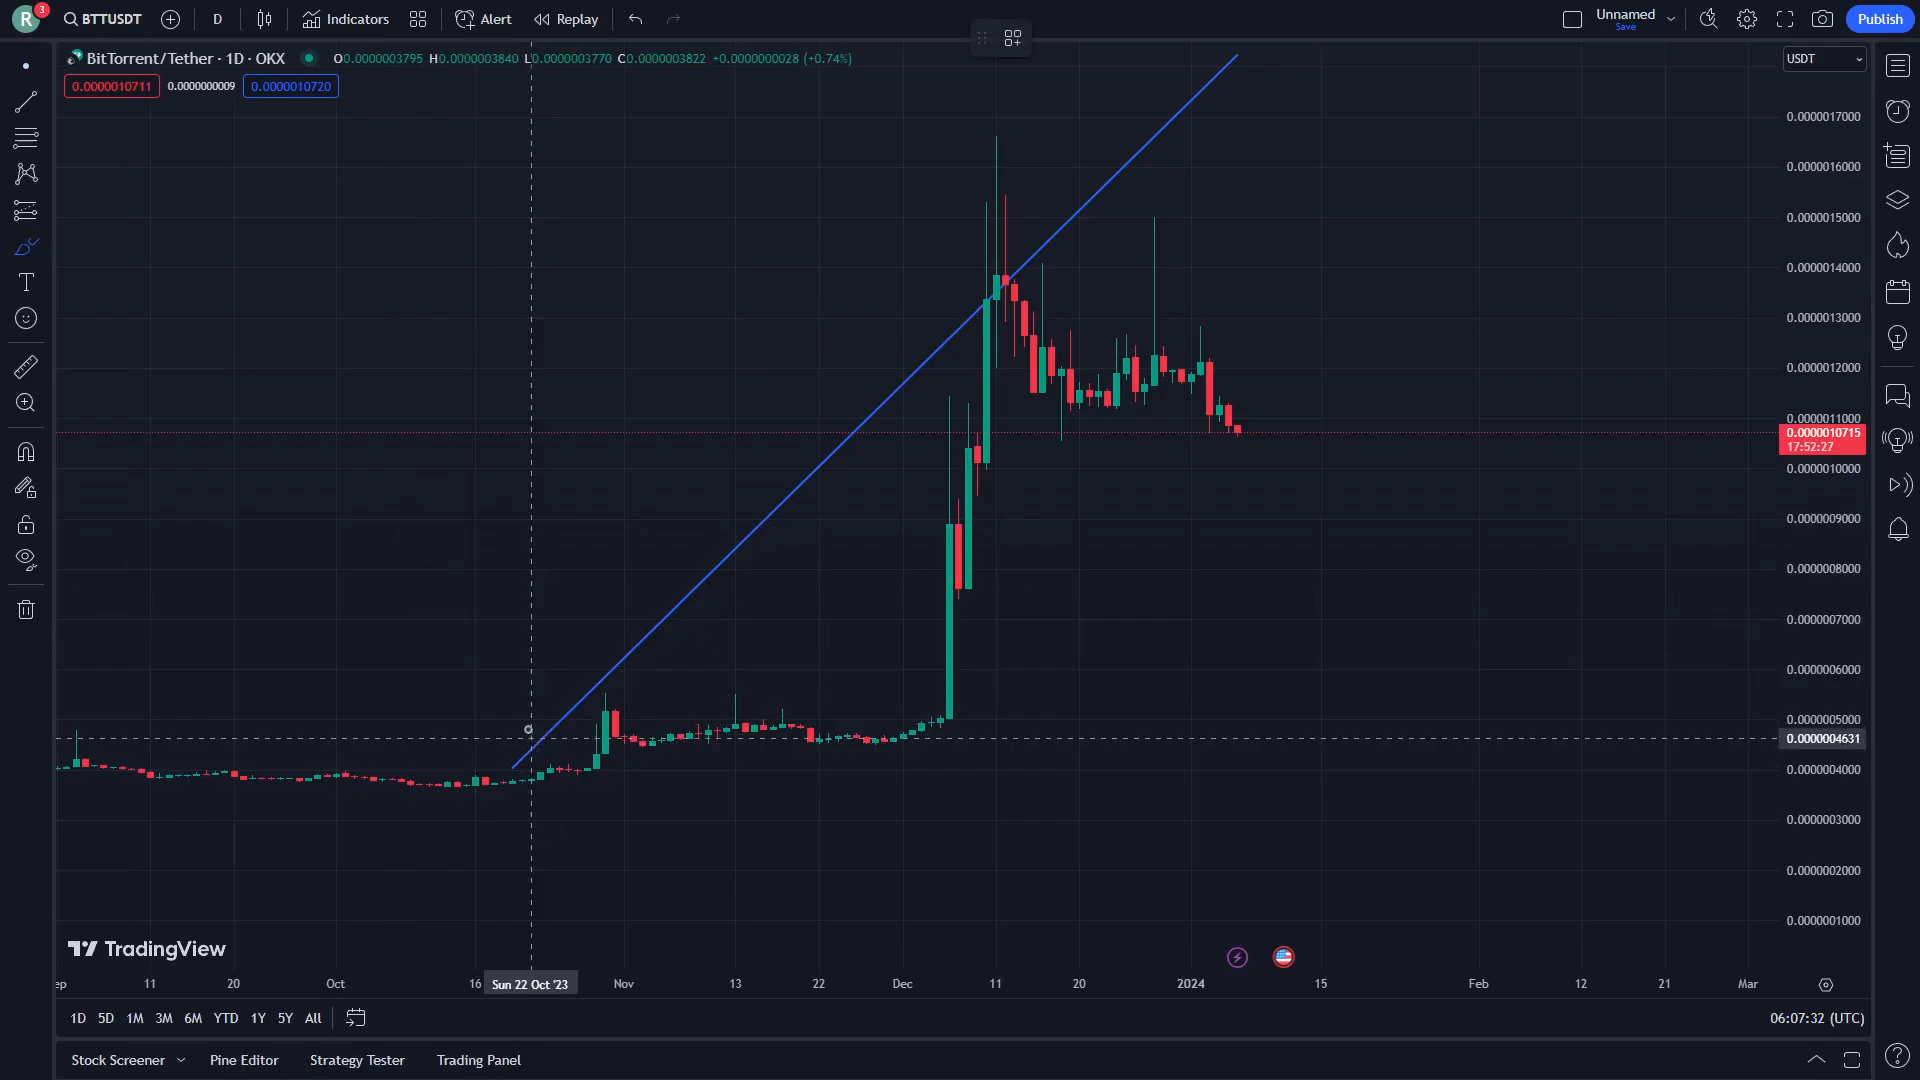 R 3 BTTUSDT D Indicators Alert Replay Unnamed Save Publish
BitTorrent/Tether · 1D · OKX O0.0000003795 H0.0000003840 L0.0000003770 C0.0000003822 +0.0000000028 (+0.74%) USDT
0.0000010711 0.0000000009 0.0000010720
0.0000017000
0.0000016000
0.0000015000
0.0000014000
0.0000013000
0.0000012000
0.0000011000
0.0000010715
17:52:27
0.0000010000
0.0000009000
0.0000008000
0.0000007000
0.0000006000
0.0000005000
0.0000004631
0.0000004000
0.0000003000
0.0000002000
0.0000001000
TradingView
ep 11 20 Oct 16 Sun 22 Oct '23 Nov 13 22 Dec 11 20 2024 15 Feb 12 21 Mar
1D 5D 1M 3M 6M YTD 1Y 5Y All 06:07:32 (UTC)
Stock Screener Pine Editor Strategy Tester Trading Panel